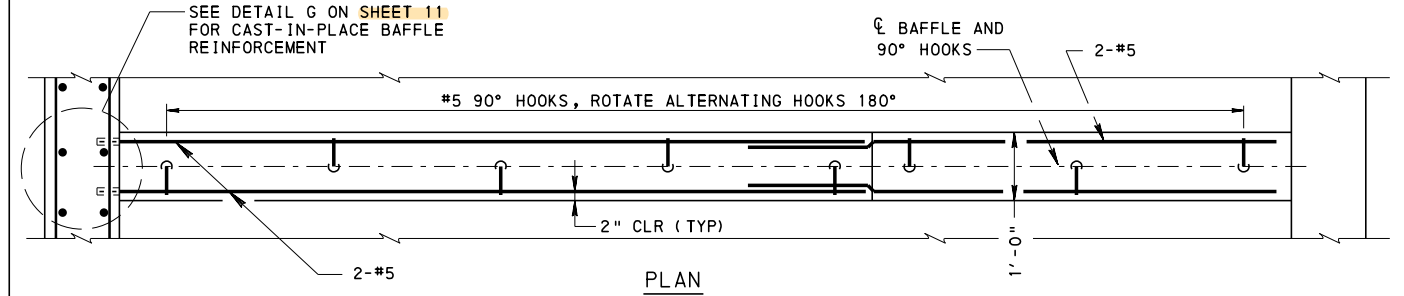 SEE DETAIL G ON SHEET 11
FOR CAST-IN-PLACE BAFFLE
REINFORCEMENT
℄ BAFFLE AND
90° HOOKS
2-#5
#5 90° HOOKS, ROTATE ALTERNATING HOOKS 180°
2" CLR (TYP)
1'-0"
2-#5
PLAN